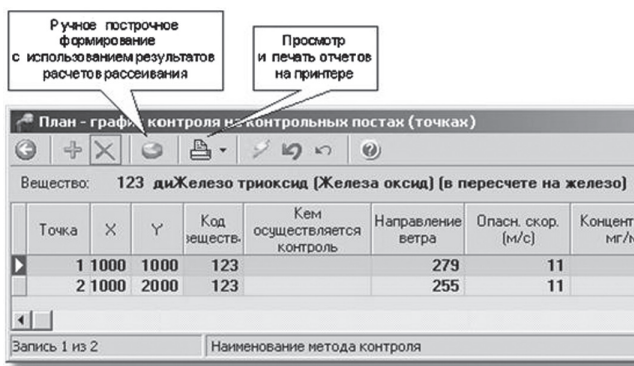 Ручное построчное
формирование
с использованием результатов
расчетов рассеивания
Просмотр
и печать отчетов
на принтере
План - график контроля на контрольных постах (точках)
Вещество: 123 диЖелезо триоксид (Железа оксид) (в пересчете на железо)
Точка X Y Код веществ. Кем осуществляется контроль Направление ветра Опасн. скор. (м/с) Концент мг/м
1 1000 1000 123 279 11
2 1000 2000 123 255 11
Запись 1 из 2 Наименование метода контроля